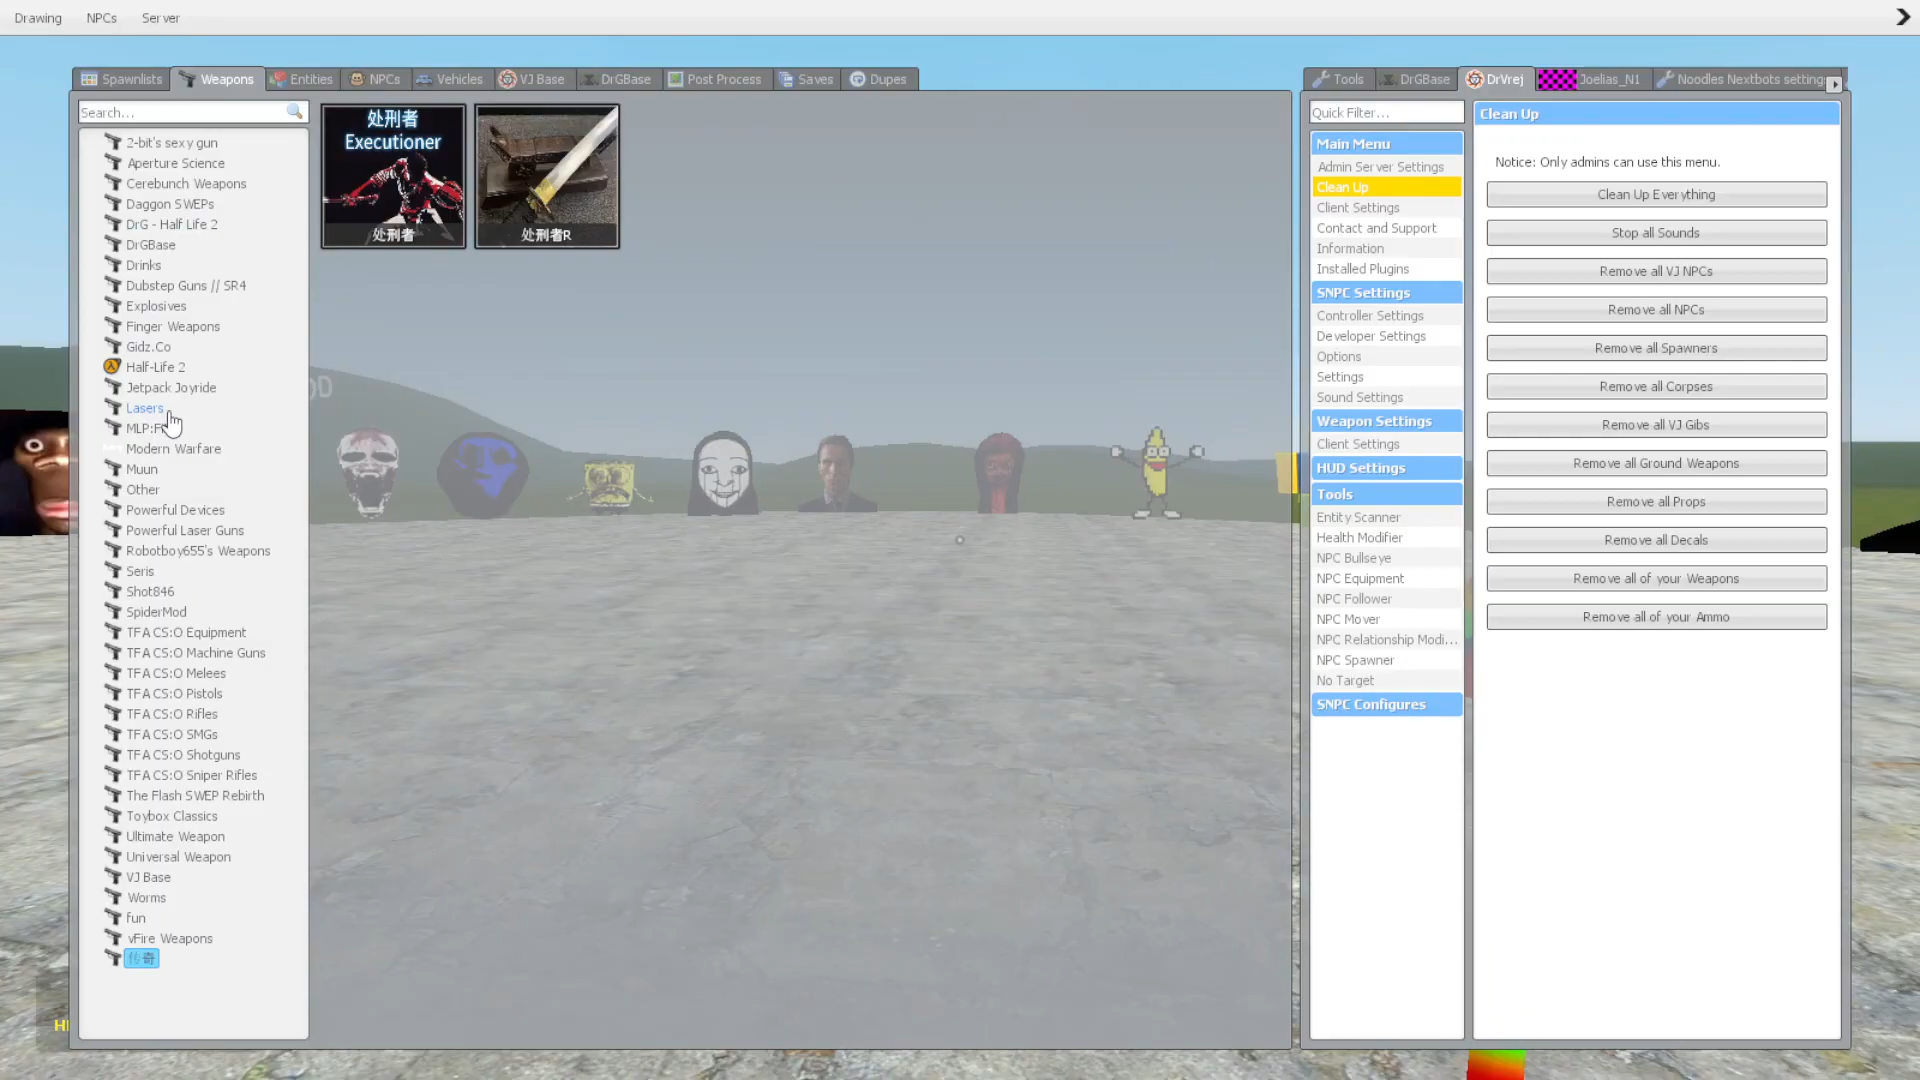 Drawing NPCs Server
Spawnlists Weapons Entities NPCs Vehicles VJ Base DrGBase Post Process Saves Dupes
Search...
2-bit's sexy gun
Aperture Science
Cerebunch Weapons
Daggon SWEPs
DrG - Half Life 2
DrGBase
Drinks
Dubstep Guns // SR4
Explosives
Finger Weapons
Gidz.Co
Half-Life 2
Jetpack Joyride
Lasers
Modern Warfare
Muun
Other
Powerful Devices
Powerful Laser Guns
Robotboy655's Weapons
Seris
Shot846
SpiderMod
TFA CS:O Equipment
TFA CS:O Machine Guns
TFA CS:O Melees
TFA CS:O Pistols
TFA CS:O Rifles
TFA CS:O SMGs
TFA CS:O Shotguns
TFA CS:O Sniper Rifles
The Flash SWEP Rebirth
Toybox Classics
Ultimate Weapon
Universal Weapon
VJ Base
Worms
fun
vFire Weapons
传奇
处刑者
Executioner
处刑者
处刑者R
Tools DrGBase DrVrej Joelias_N1 Noodles Nextbots setting
Quick Filter...
Main Menu
Admin Server Settings
Clean Up
Client Settings
Contact and Support
Information
Installed Plugins
SNPC Settings
Controller Settings
Developer Settings
Options
Settings
Sound Settings
Weapon Settings
Client Settings
HUD Settings
Tools
Entity Scanner
Health Modifier
NPC Bullseye
NPC Equipment
NPC Follower
NPC Mover
NPC Relationship Modi...
NPC Spawner
No Target
SNPC Configures
Clean Up
Notice: Only admins can use this menu.
Clean Up Everything
Stop all Sounds
Remove all VJ NPCs
Remove all NPCs
Remove all Spawners
Remove all Corpses
Remove all VJ Gibs
Remove all Ground Weapons
Remove all Props
Remove all Decals
Remove all of your Weapons
Remove all of your Ammo